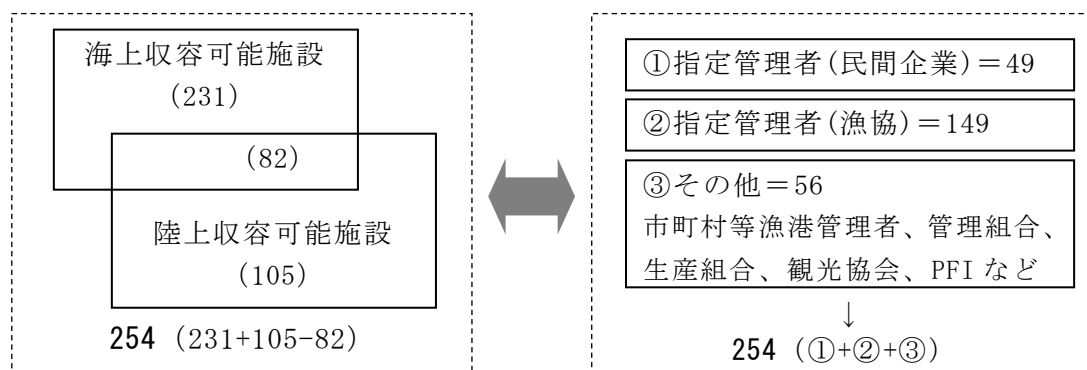 海上収容可能施設
(231)
(82)
陸上収容可能施設
(105)
254 (231+105-82)
①指定管理者(民間企業)＝49
②指定管理者(漁協)＝149
③その他＝56
市町村等漁港管理者、管理組合、
生産組合、観光協会、PFI など
↓
254 (①+②+③)